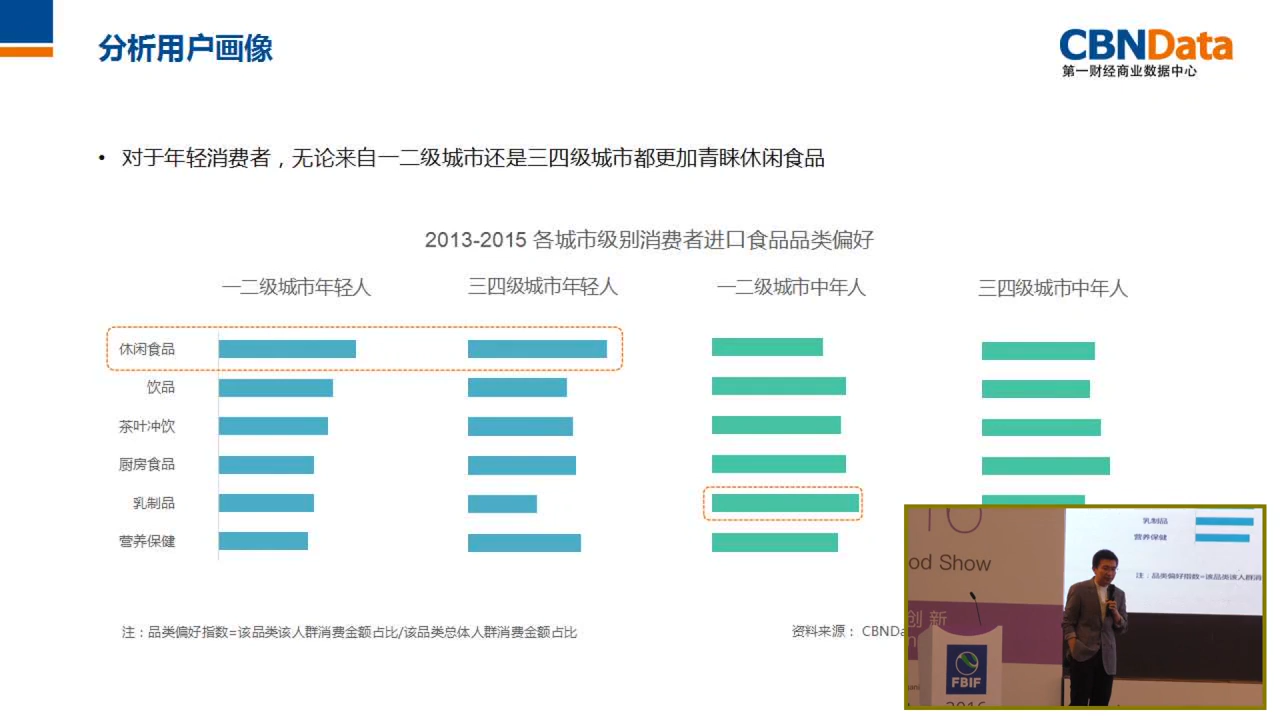 分析用户画像
CBNData
第一财经商业数据中心
• 对于年轻消费者，无论来自一二级城市还是三四级城市都更加青睐休闲食品
2013-2015 各城市级别消费者进口食品品类偏好
一二级城市年轻人
三四级城市年轻人
一二级城市中年人
三四级城市中年人
休闲食品
饮品
茶叶冲饮
厨房食品
乳制品
营养保健
注：品类偏好指数=该品类该人群消费金额占比/该品类总体人群消费金额占比
资料来源： CBNDa
乳制品
营养保健
od Show
注：品类偏好指数=该品类该人群消
创新
FBIF
2016